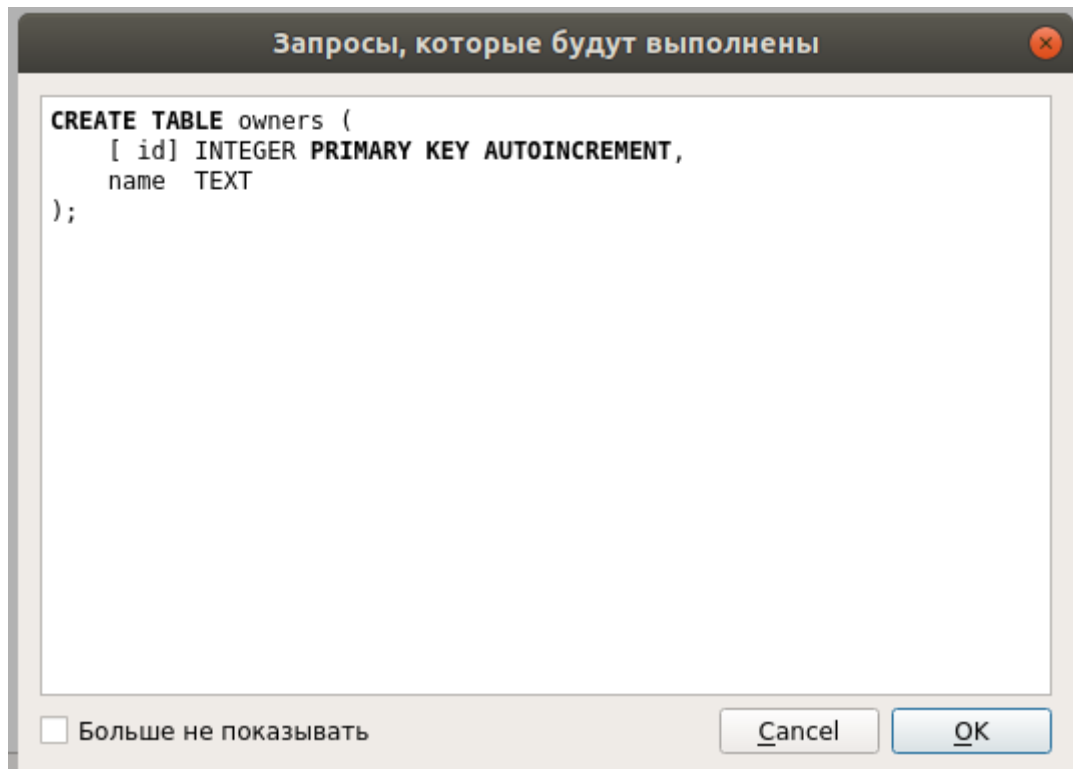 Запросы, которые будут выполнены
CREATE TABLE owners (
    [ id] INTEGER PRIMARY KEY AUTOINCREMENT,
    name  TEXT
);
Больше не показывать
Cancel
OK